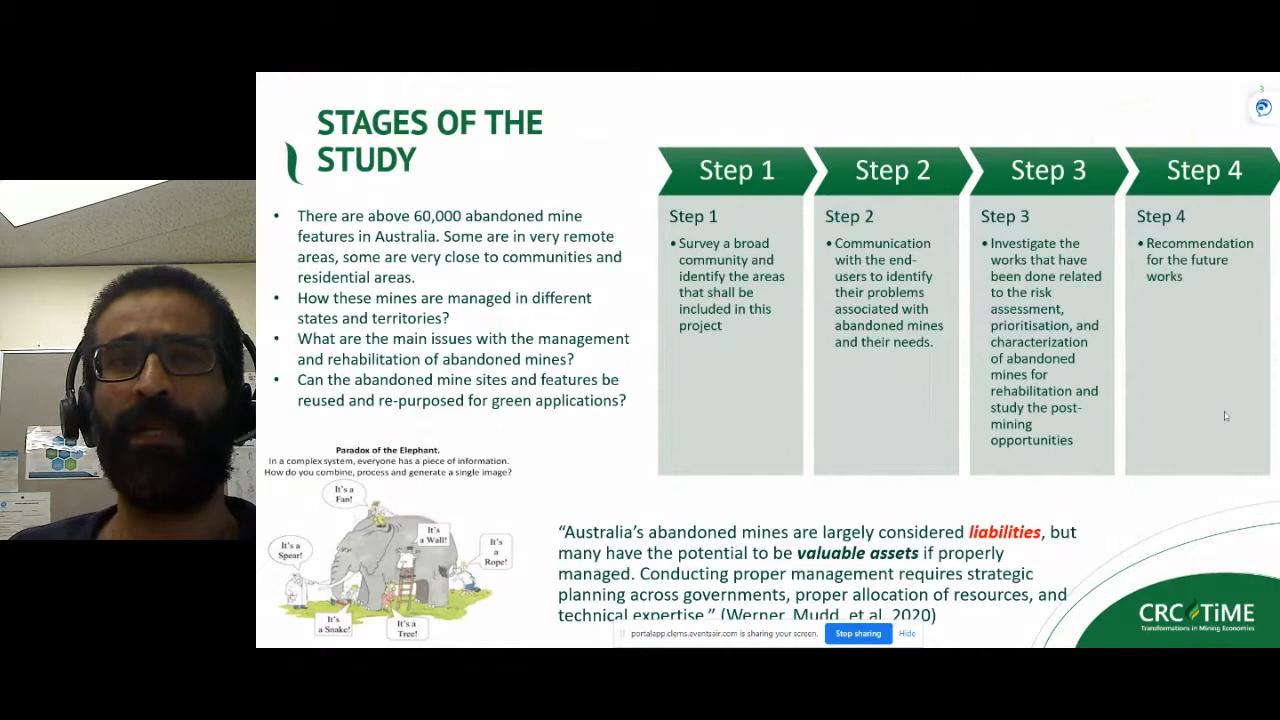 3
STAGES OF THE
STUDY
• There are above 60,000 abandoned mine
features in Australia. Some are in very remote
areas, some are very close to communities and
residential areas.
• How these mines are managed in different
states and territories?
• What are the main issues with the management
and rehabilitation of abandoned mines?
• Can the abandoned mine sites and features be
reused and re-purposed for green applications?
Step 1
Step 2
Step 3
Step 4
Step 1
• Survey a broad
community and
identify the areas
that shall be
included in this
project
Step 2
• Communication
with the end-
users to identify
their problems
associated with
abandoned mines
and their needs.
Step 3
• Investigate the
works that have
been done related
to the risk
assessment,
prioritisation, and
characterization
of abandoned
mines for
rehabilitation and
study the post-
mining
opportunities
Step 4
• Recommendation
for the future
works
Paradox of the Elephant.
In a complex system, everyone has a piece of information.
How do you combine, process and generate a single image?
It's a
Fan!
It's a
Spear!
It's
a Wall!
It's
a
Rope!
It's
a Snake!
It's a
Tree!
“Australia’s abandoned mines are largely considered liabilities, but
many have the potential to be valuable assets if properly
managed. Conducting proper management requires strategic
planning across governments, proper allocation of resources, and
technical expertise.” (Werner, Mudd, et al. 2020)
portalapp.clems.eventsair.com is sharing your screen.
Stop sharing
Hide
CRC TiME
Transformations in Mining Economies